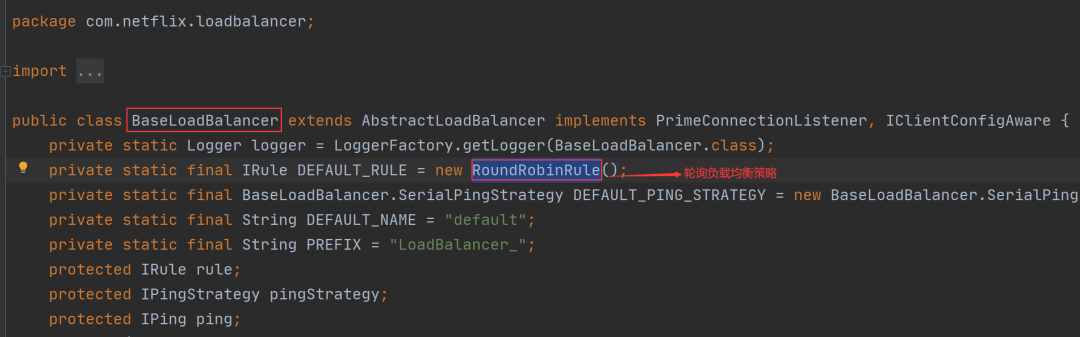 package com.netflix.loadbalancer;
import ...
public class BaseLoadBalancer extends AbstractLoadBalancer implements PrimeConnectionListener, IClientConfigAware {
private static Logger logger = LoggerFactory.getLogger(BaseLoadBalancer.class);
private static final IRule DEFAULT_RULE = new RoundRobinRule(); 轮询负载均衡策略
private static final BaseLoadBalancer.SerialPingStrategy DEFAULT_PING_STRATEGY = new BaseLoadBalancer.SerialPing
private static final String DEFAULT_NAME = "default";
private static final String PREFIX = "LoadBalancer_";
protected IRule rule;
protected IPingStrategy pingStrategy;
protected IPing ping;